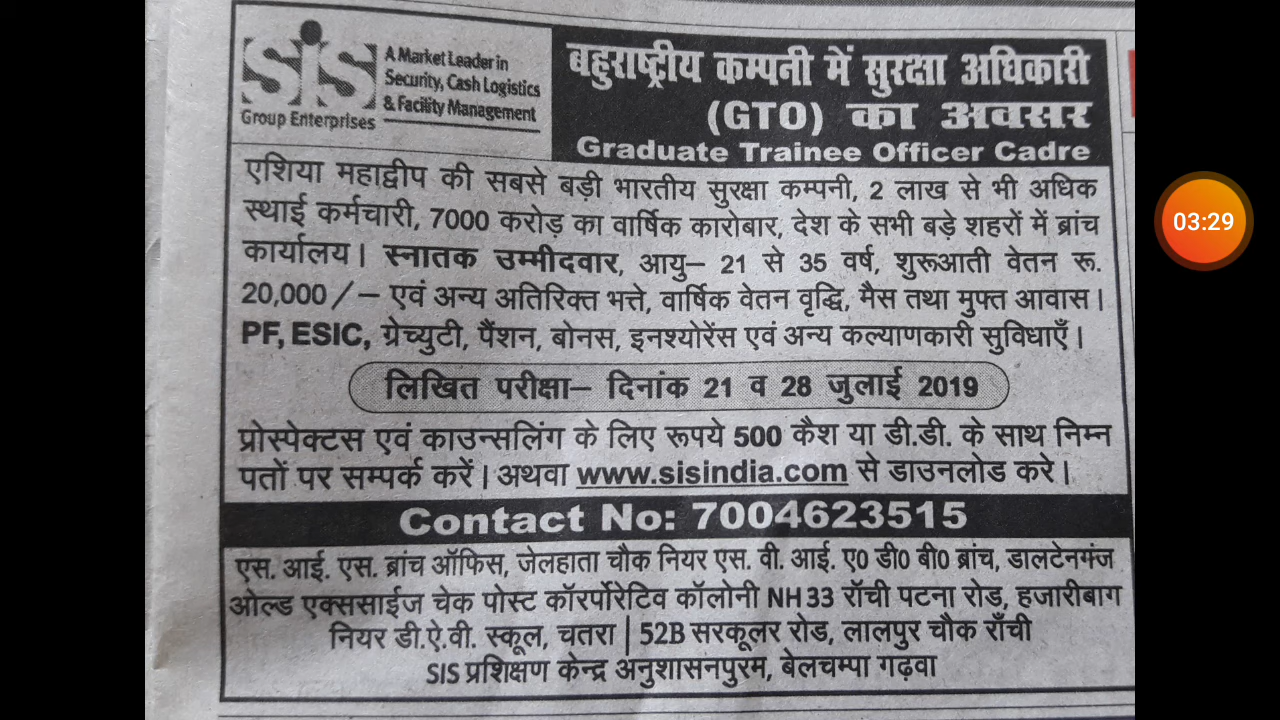 SIS
Group Enterprises
A Market Leader in
Security, Cash Logistics
& Facility Management
बहुराष्ट्रीय कम्पनी में सुरक्षा अधिकारी
(GTO) का अवसर
Graduate Trainee Officer Cadre
एशिया महाद्वीप की सबसे बड़ी भारतीय सुरक्षा कम्पनी, 2 लाख से भी अधिक
स्थाई कर्मचारी, 7000 करोड़ का वार्षिक कारोबार, देश के सभी बड़े शहरों में ब्रांच
कार्यालय। स्नातक उम्मीदवार, आयु– 21 से 35 वर्ष, शुरूआती वेतन रू.
20,000/– एवं अन्य अतिरिक्त भत्ते, वार्षिक वेतन वृद्धि, मैस तथा मुफ्त आवास।
PF, ESIC, ग्रेच्युटी, पैंशन, बोनस, इनश्योरेंस एवं अन्य कल्याणकारी सुविधाएँ।
लिखित परीक्षा– दिनांक 21 व 28 जुलाई 2019
प्रोस्पेक्टस एवं काउन्सलिंग के लिए रूपये 500 कैश या डी.डी. के साथ निम्न
पतों पर सम्पर्क करें। अथवा www.sisindia.com से डाउनलोड करे।
Contact No: 7004623515
एस. आई. एस. ब्रांच ऑफिस, जेलहाता चौक नियर एस. वी. आई. ए0 डी0 बी0 ब्रांच, डालटेनगंज
ओल्ड एक्ससाईज चेक पोस्ट कॉरर्पोरेटिव कॉलोनी NH 33 रॉची पटना रोड, हजारीबाग
नियर डी.ऐ.वी. स्कूल, चतरा | 52B सरकूलर रोड, लालपुर चौक राँची
SIS प्रशिक्षण केन्द्र अनुशासनपुरम, बेलचम्पा गढ़वा
03:29